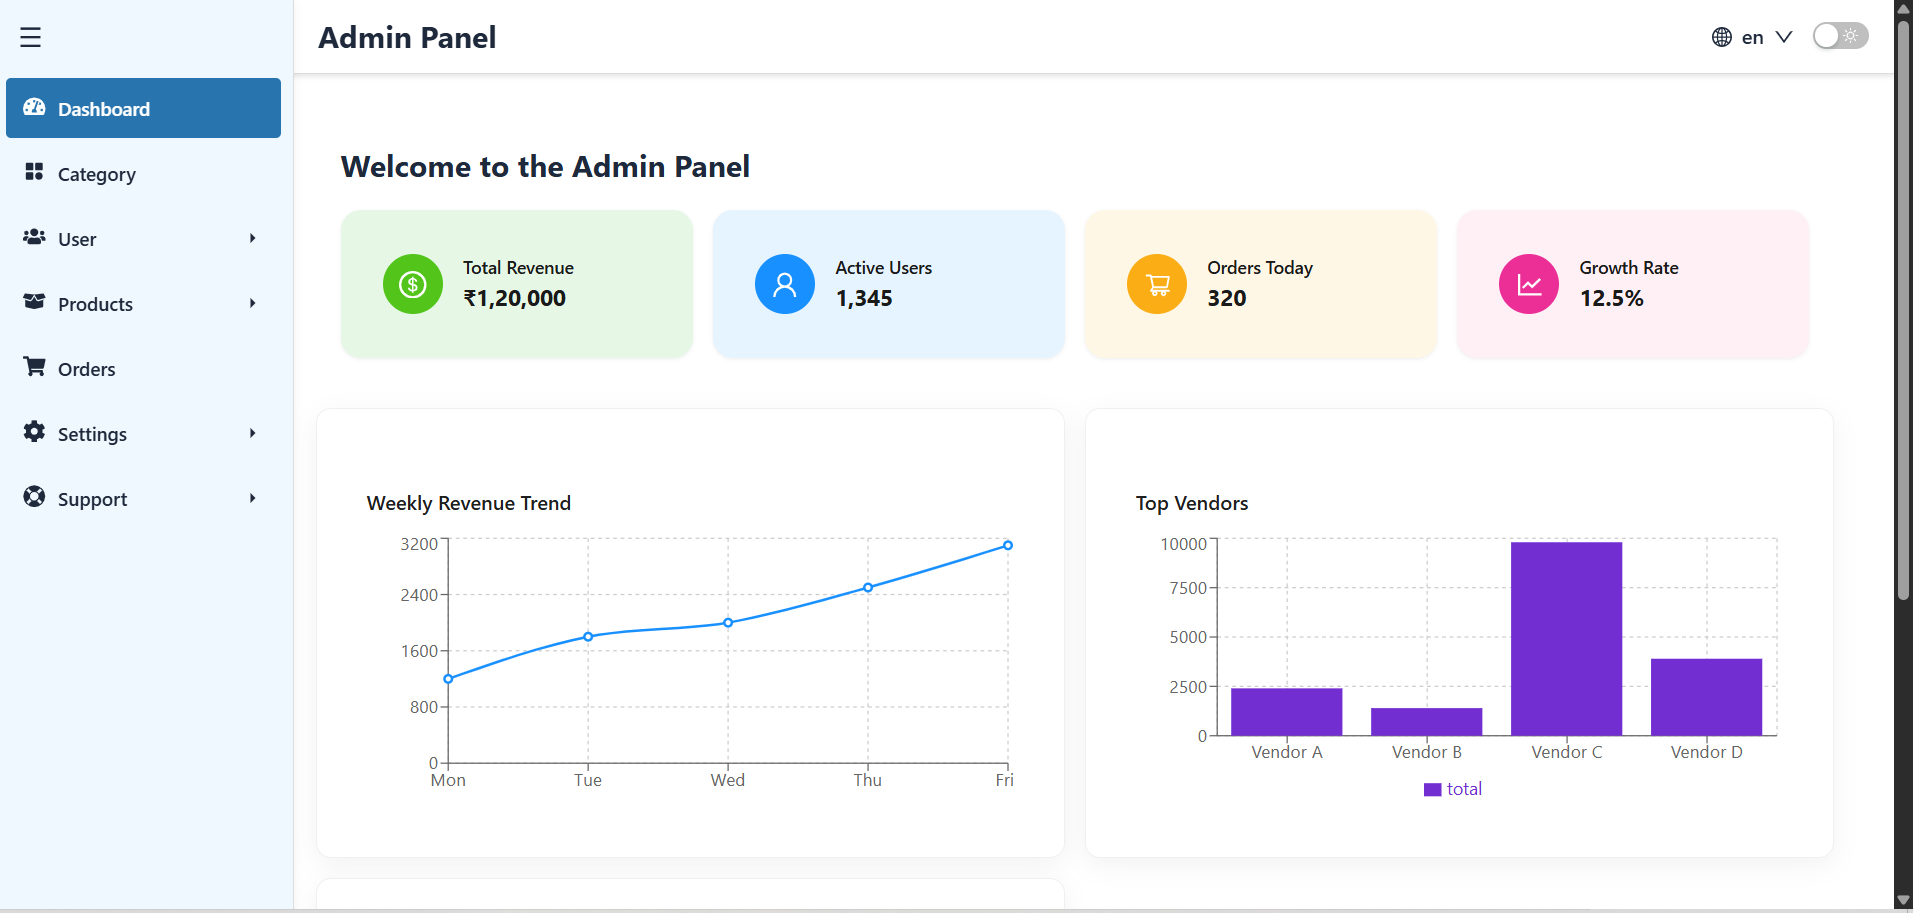 Admin Panel
en
Dashboard
Category
User
Products
Orders
Settings
Support
Welcome to the Admin Panel
Total Revenue
₹1,20,000
Active Users
1,345
Orders Today
320
Growth Rate
12.5%
Weekly Revenue Trend
3200
2400
1600
800
0
Mon Tue Wed Thu Fri
Top Vendors
10000
7500
5000
2500
0
Vendor A Vendor B Vendor C Vendor D
total